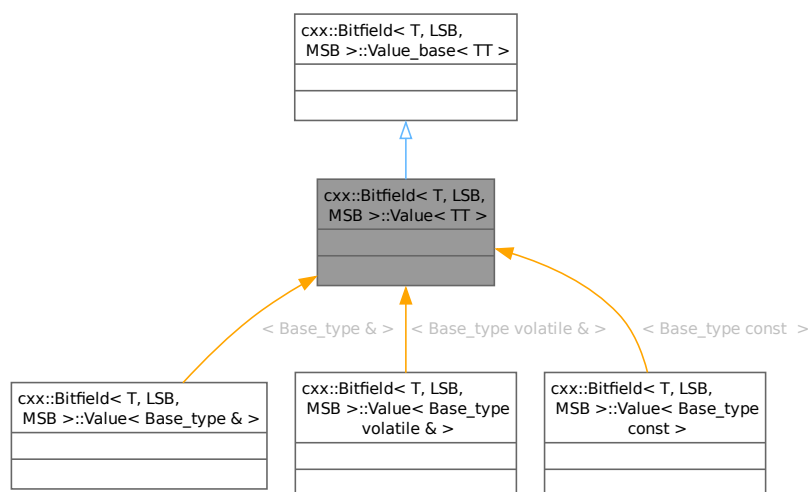 cxx::Bitfield< T, LSB,
MSB >::Value_base< TT >
cxx::Bitfield< T, LSB,
MSB >::Value< TT >
< Base_type & >
< Base_type volatile & >
< Base_type const >
cxx::Bitfield< T, LSB,
MSB >::Value< Base_type & >
cxx::Bitfield< T, LSB,
MSB >::Value< Base_type
volatile & >
cxx::Bitfield< T, LSB,
MSB >::Value< Base_type
const >